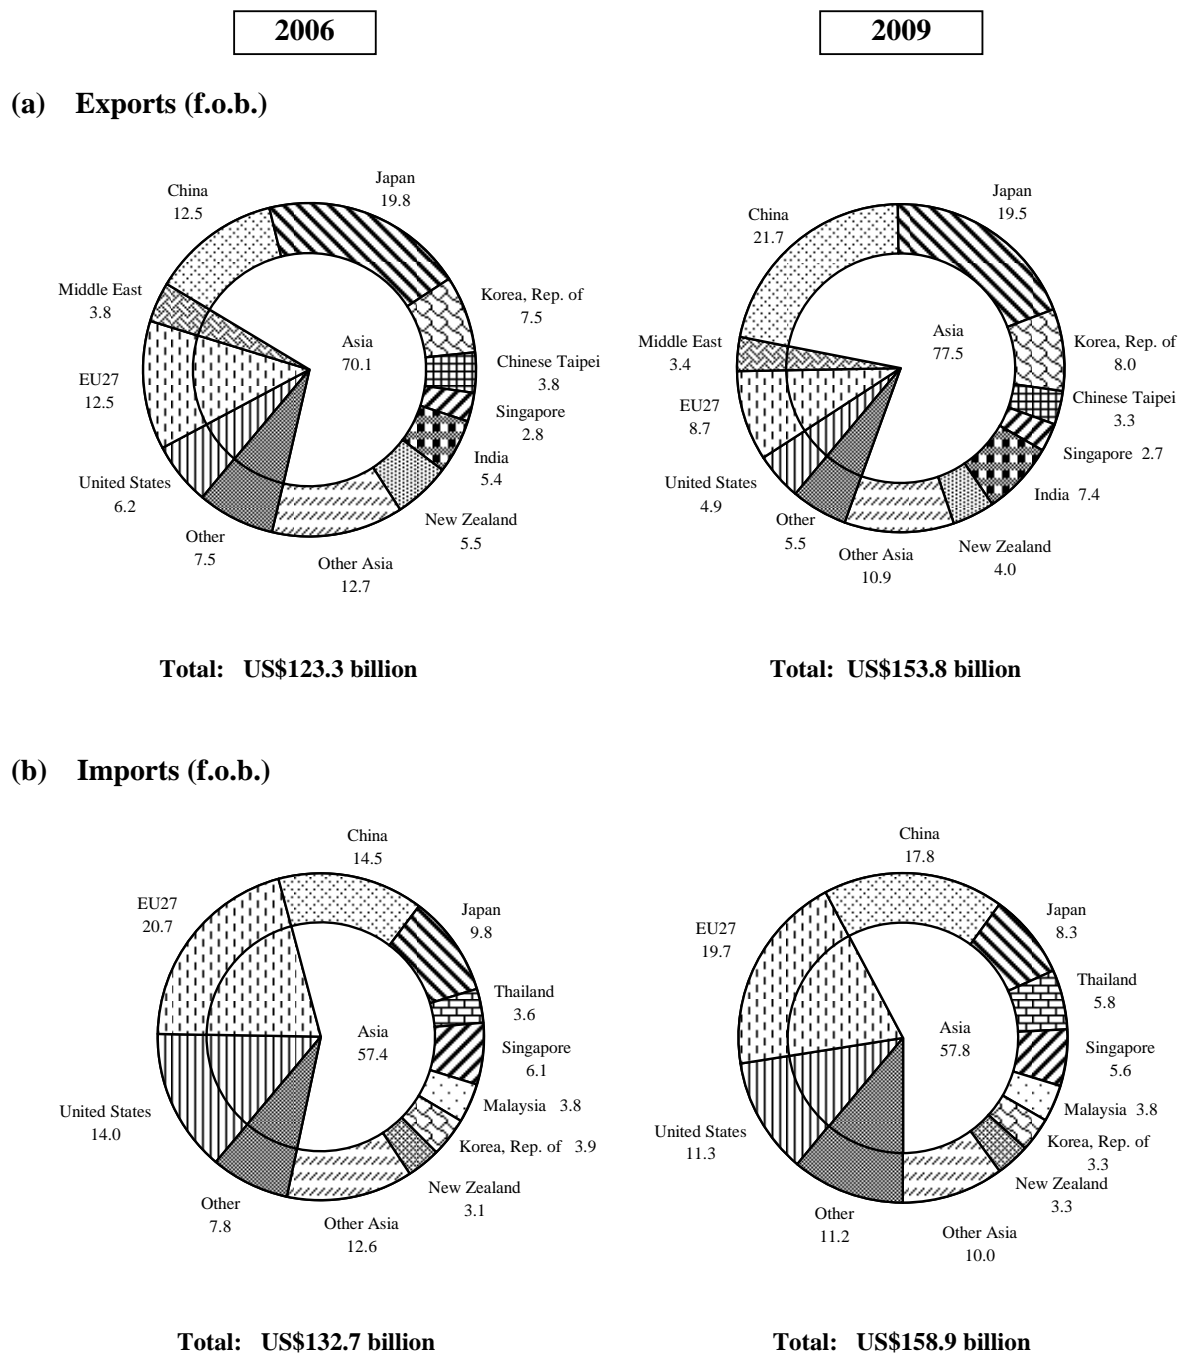 2006
2009
(a) Exports (f.o.b.)
Japan
19.8
China
12.5
Middle East
3.8
Korea, Rep. of
7.5
Asia
70.1
Chinese Taipei
3.8
EU27
12.5
Singapore
2.8
India
5.4
United States
6.2
New Zealand
5.5
Other
7.5
Other Asia
12.7
Total: US$123.3 billion
Japan
19.5
China
21.7
Middle East
3.4
Asia
77.5
Korea, Rep. of
8.0
Chinese Taipei
3.3
EU27
8.7
Singapore 2.7
United States
4.9
India 7.4
Other
5.5
New Zealand
4.0
Other Asia
10.9
Total: US$153.8 billion
(b) Imports (f.o.b.)
China
14.5
EU27
20.7
Japan
9.8
Thailand
3.6
Asia
57.4
Singapore
6.1
Malaysia 3.8
United States
14.0
Korea, Rep. of 3.9
New Zealand
3.1
Other
7.8
Other Asia
12.6
Total: US$132.7 billion
China
17.8
Japan
8.3
EU27
19.7
Thailand
5.8
Asia
57.8
Singapore
5.6
Malaysia 3.8
United States
11.3
Korea, Rep. of
3.3
New Zealand
3.3
Other
11.2
Other Asia
10.0
Total: US$158.9 billion